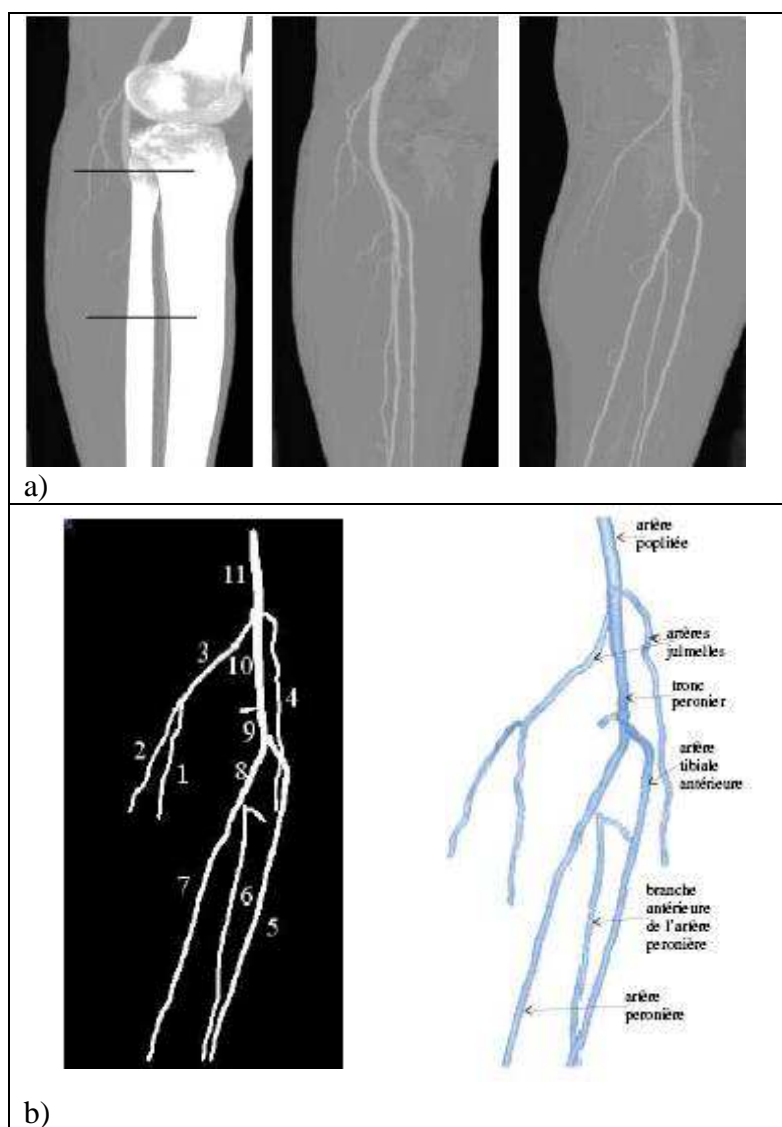 a)
11
3
10
4
9
2
1
8
7
6
5
artère
poplitée
artères
julmelles
tronc
peronier
artère
tibiale
antérieure
branche
antérieure
de l'artère
peronière
artère
peronière
b)